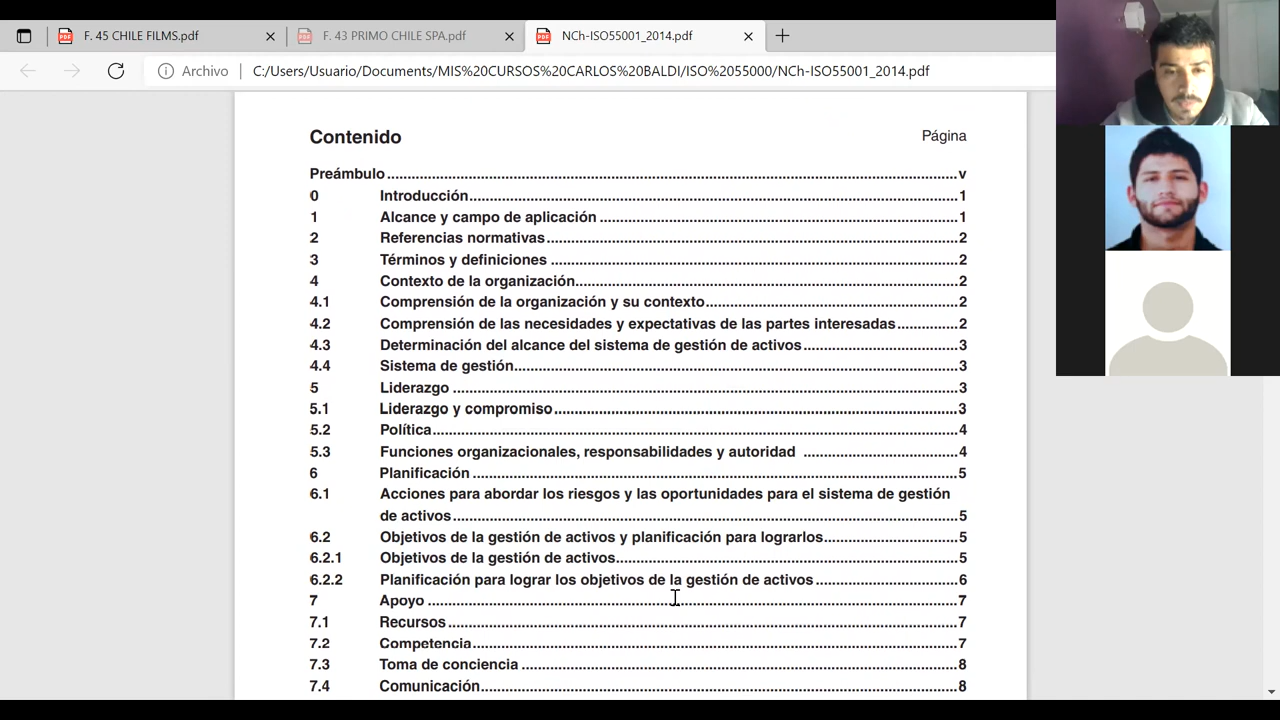 F. 45 CHILE FILMS.pdf
F. 43 PRIMO CHILE SPA.pdf
NCh-ISO55001_2014.pdf
Archivo
C:/Users/Usuario/Documents/MIS%20CURSOS%20CARLOS%20BALDI/ISO%2055000/NCh-ISO55001_2014.pdf
Contenido Página
Preámbulo v
0 Introducción 1
1 Alcance y campo de aplicación 1
2 Referencias normativas 2
3 Términos y definiciones 2
4 Contexto de la organización 2
4.1 Comprensión de la organización y su contexto 2
4.2 Comprensión de las necesidades y expectativas de las partes interesadas 2
4.3 Determinación del alcance del sistema de gestión de activos 3
4.4 Sistema de gestión 3
5 Liderazgo 3
5.1 Liderazgo y compromiso 3
5.2 Política 4
5.3 Funciones organizacionales, responsabilidades y autoridad 4
6 Planificación 5
6.1 Acciones para abordar los riesgos y las oportunidades para el sistema de gestión
de activos 5
6.2 Objetivos de la gestión de activos y planificación para lograrlos 5
6.2.1 Objetivos de la gestión de activos 5
6.2.2 Planificación para lograr los objetivos de la gestión de activos 6
7 Apoyo 7
7.1 Recursos 7
7.2 Competencia 7
7.3 Toma de conciencia 8
7.4 Comunicación 8